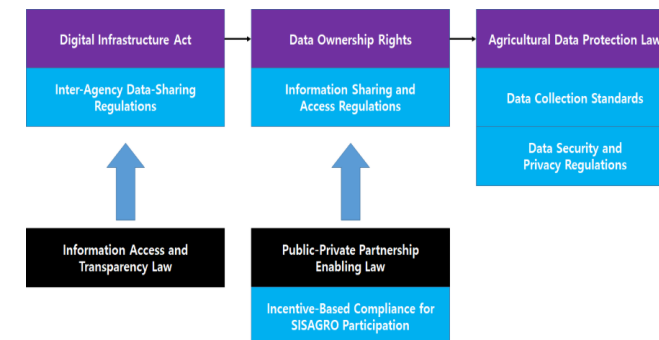 Digital Infrastructure Act
Inter-Agency Data-Sharing
Regulations
Data Ownership Rights
Information Sharing and
Access Regulations
Agricultural Data Protection Law
Data Collection Standards
Data Security and
Privacy Regulations
Information Access and
Transparency Law
Public-Private Partnership
Enabling Law
Incentive-Based Compliance for
SISAGRO Participation